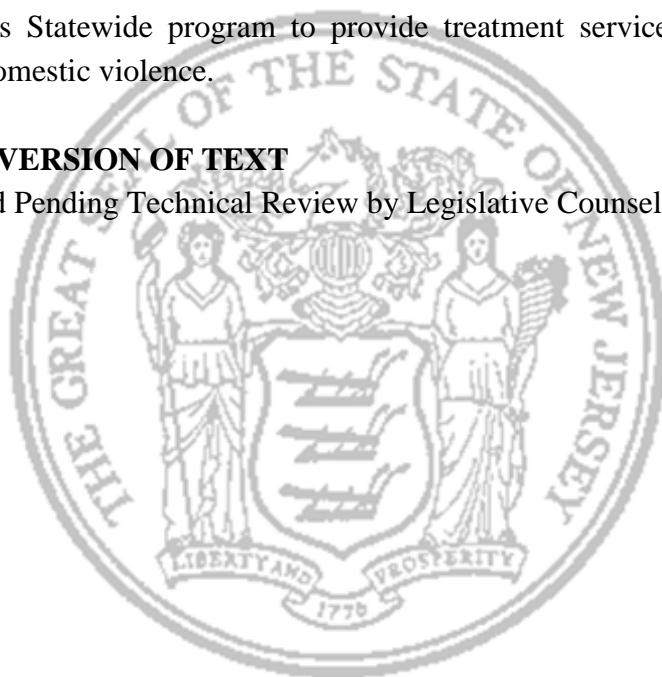 s Statewide program to provide treatment service
omestic violence.
VERSION OF TEXT
d Pending Technical Review by Legislative Counsel
THE GREAT SEAL OF THE STATE OF NEW JERSEY
LIBERTY AND PROSPERITY
1776